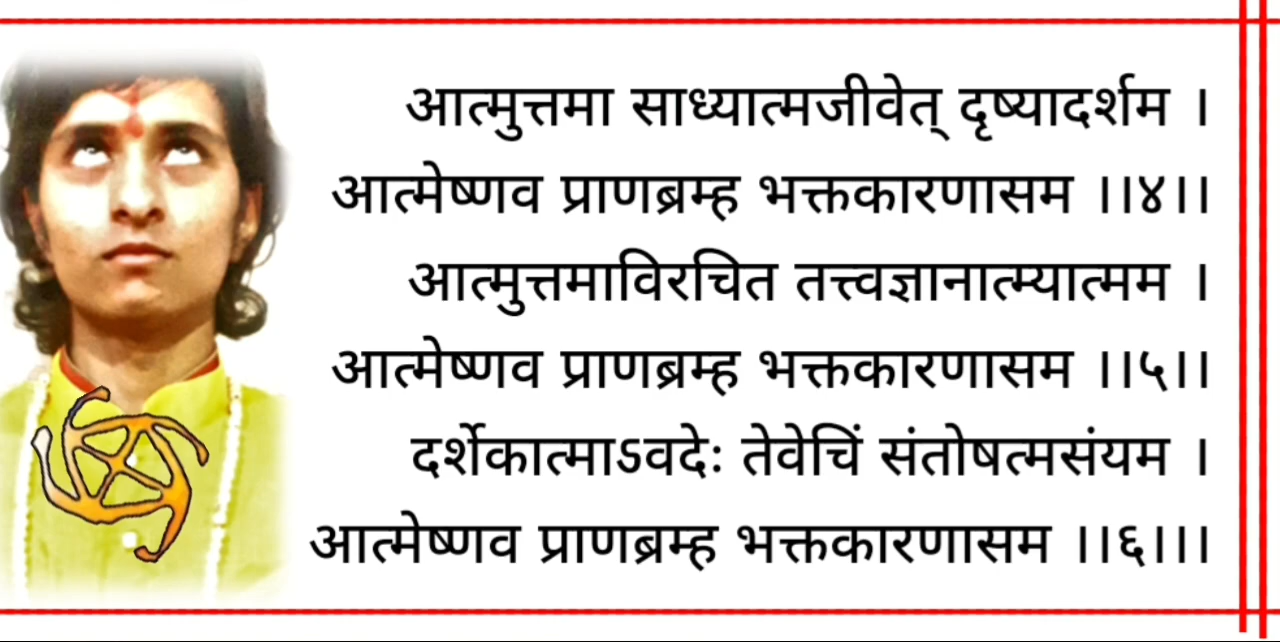 आत्मुत्तमा साध्यात्मजीवेत् दृष्यादर्शम ।
आत्मेष्णव प्राणब्रम्ह भक्तकारणासम ।।४।।
आत्मुत्तमाविरचित तत्त्वज्ञानात्म्यात्मम ।
आत्मेष्णव प्राणब्रम्ह भक्तकारणासम ।।५।।
दर्शेकात्माऽवदेः तेवेचिं संतोषत्मसंयम ।
आत्मेष्णव प्राणब्रम्ह भक्तकारणासम ।।६।।।